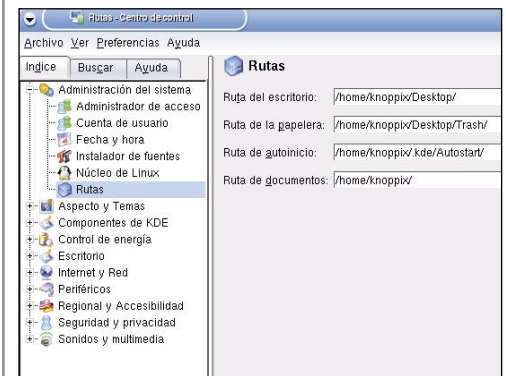 Rutas - Centro de control
Archivo Ver Preferencias Ayuda
Indice Buscar Ayuda
Administración del sistema
Administrador de acceso
Cuenta de usuario
Fecha y hora
Instalador de fuentes
Núcleo de Linux
Rutas
Aspecto y Temas
Componentes de KDE
Control de energía
Escritorio
Internet y Red
Periféricos
Regional y Accesibilidad
Seguridad y privacidad
Sonidos y multimedia
Rutas
Ruta del escritorio: /home/knoppix/Desktop/
Ruta de la papelera: /home/knoppix/Desktop/Trash/
Ruta de autoinicio: /home/knoppix/.kde/Autostart/
Ruta de documentos: /home/knoppix/